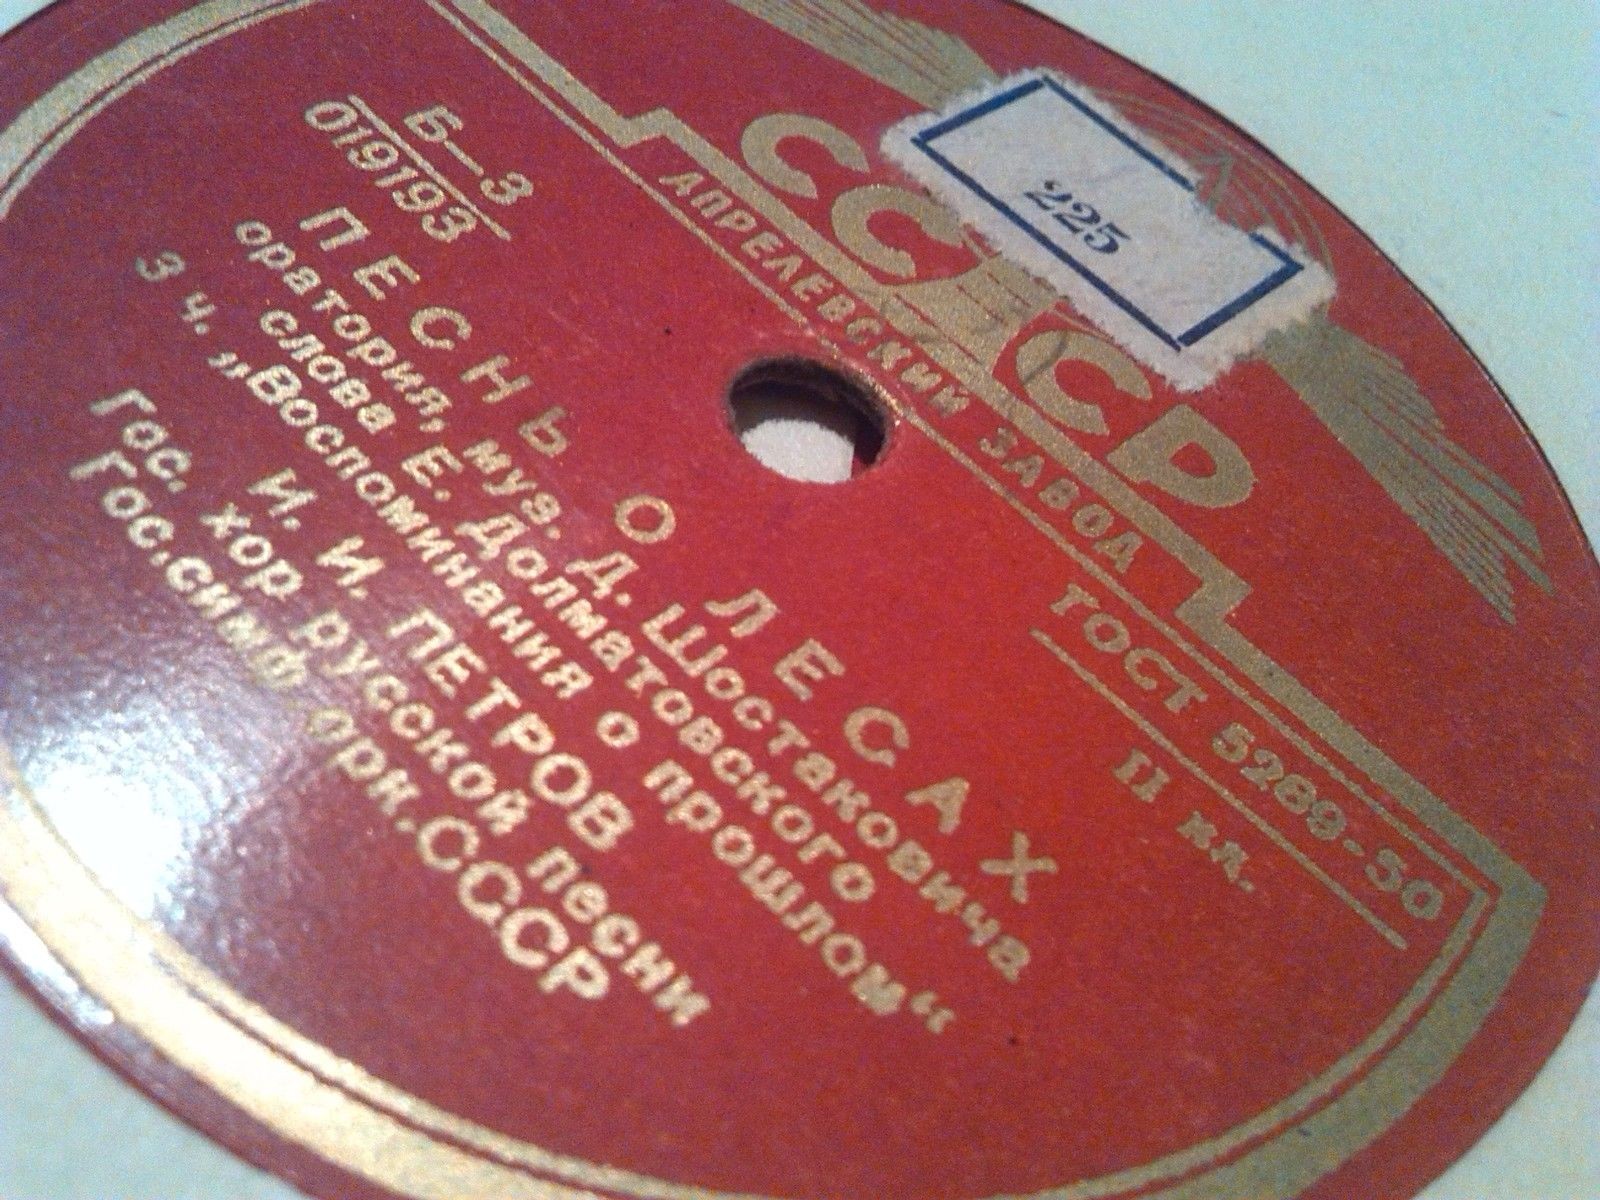 СССР
225
АПРЕЛЕВСКИЙ ЗАВОД
ГОСТ 5289-50
II кл.
Б—3
019193
ПЕСНЬ О ЛЕСАХ
оратория, муз. Д. Шостаковича
слова Е. Долматовского
3 ч. „Воспоминания о прошлом“
И. И. ПЕТРОВ
Гос. хор русской песни
Гос.симф.орк.СССР